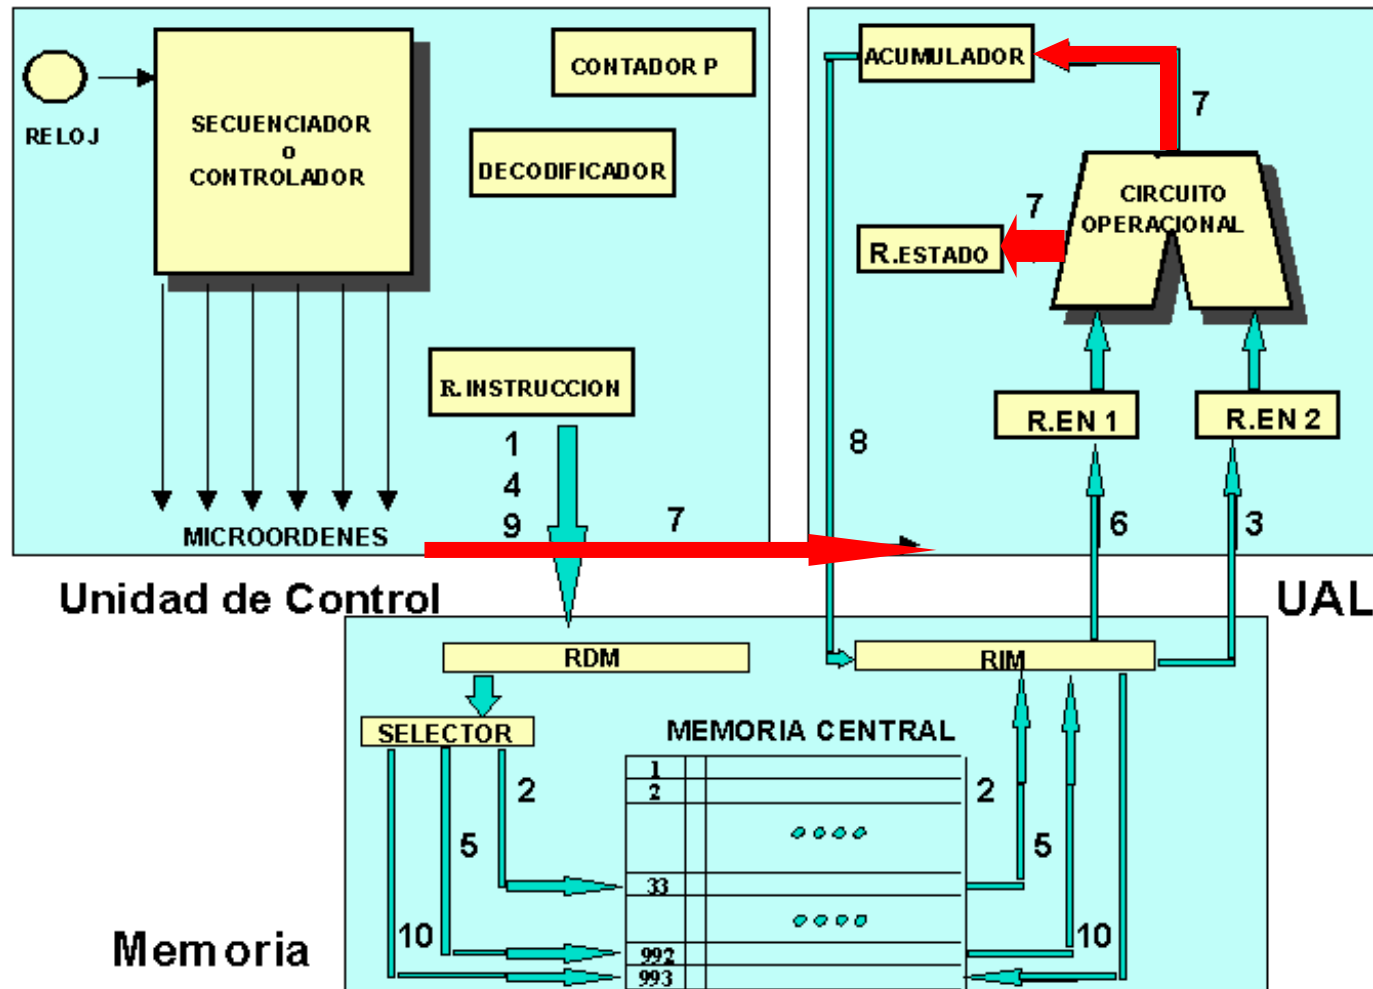 RELOJ
SECUENCIADOR
o
CONTROLADOR
CONTADOR P
DECODIFICADOR
R.INSTRUCCION
1
4
9
7
MICROORDENES
Unidad de Control
ACUMULADOR
7
CIRCUITO
OPERACIONAL
7
R.ESTADO
R.EN 1
R.EN 2
8
6
3
UAL
RDM
RIM
SELECTOR
MEMORIA CENTRAL
1
2
33
992
993
2
5
10
2
5
10
Memoria